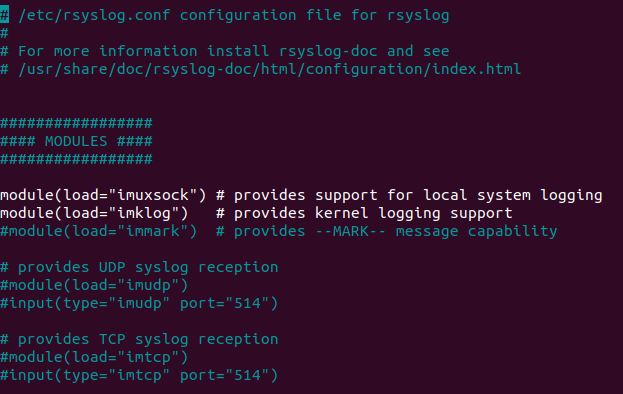 # /etc/rsyslog.conf configuration file for rsyslog
#
# For more information install rsyslog-doc and see
# /usr/share/doc/rsyslog-doc/html/configuration/index.html
#################
#### MODULES ####
#################
module(load="imuxsock") # provides support for local system logging
module(load="imklog")   # provides kernel logging support
#module(load="immark")  # provides --MARK-- message capability
# provides UDP syslog reception
#module(load="imudp")
#input(type="imudp" port="514")
# provides TCP syslog reception
#module(load="imtcp")
#input(type="imtcp" port="514")